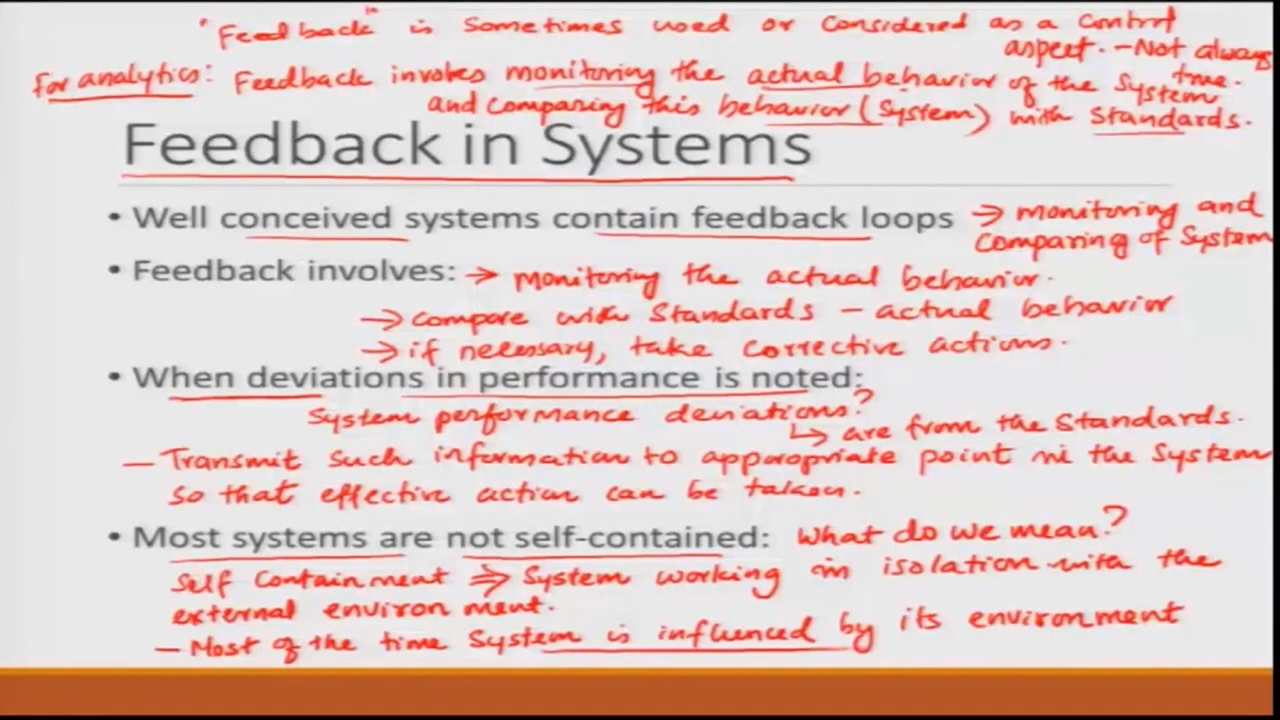 "Feedback" is sometimes used or considered as a control
aspect. - Not always
true.
For analytics: Feedback invokes monitoring the actual behavior of the System
and comparing this behavior (System) with Standards.
Feedback in Systems
• Well conceived systems contain feedback loops → monitoring and
comparing of System
• Feedback involves: → monitoring the actual behavior.
→ compare with Standards - actual behavior
→ if necessary, take corrective actions.
• When deviations in performance is noted:
System performance deviations?
↳ are from the Standards.
— Transmit such information to appropriate point in the System
so that effective action can be taken.
• Most systems are not self-contained: What do we mean?
Self Containment ⇒ System working in isolation with the
external environment.
— Most of the time System is influenced by its environment